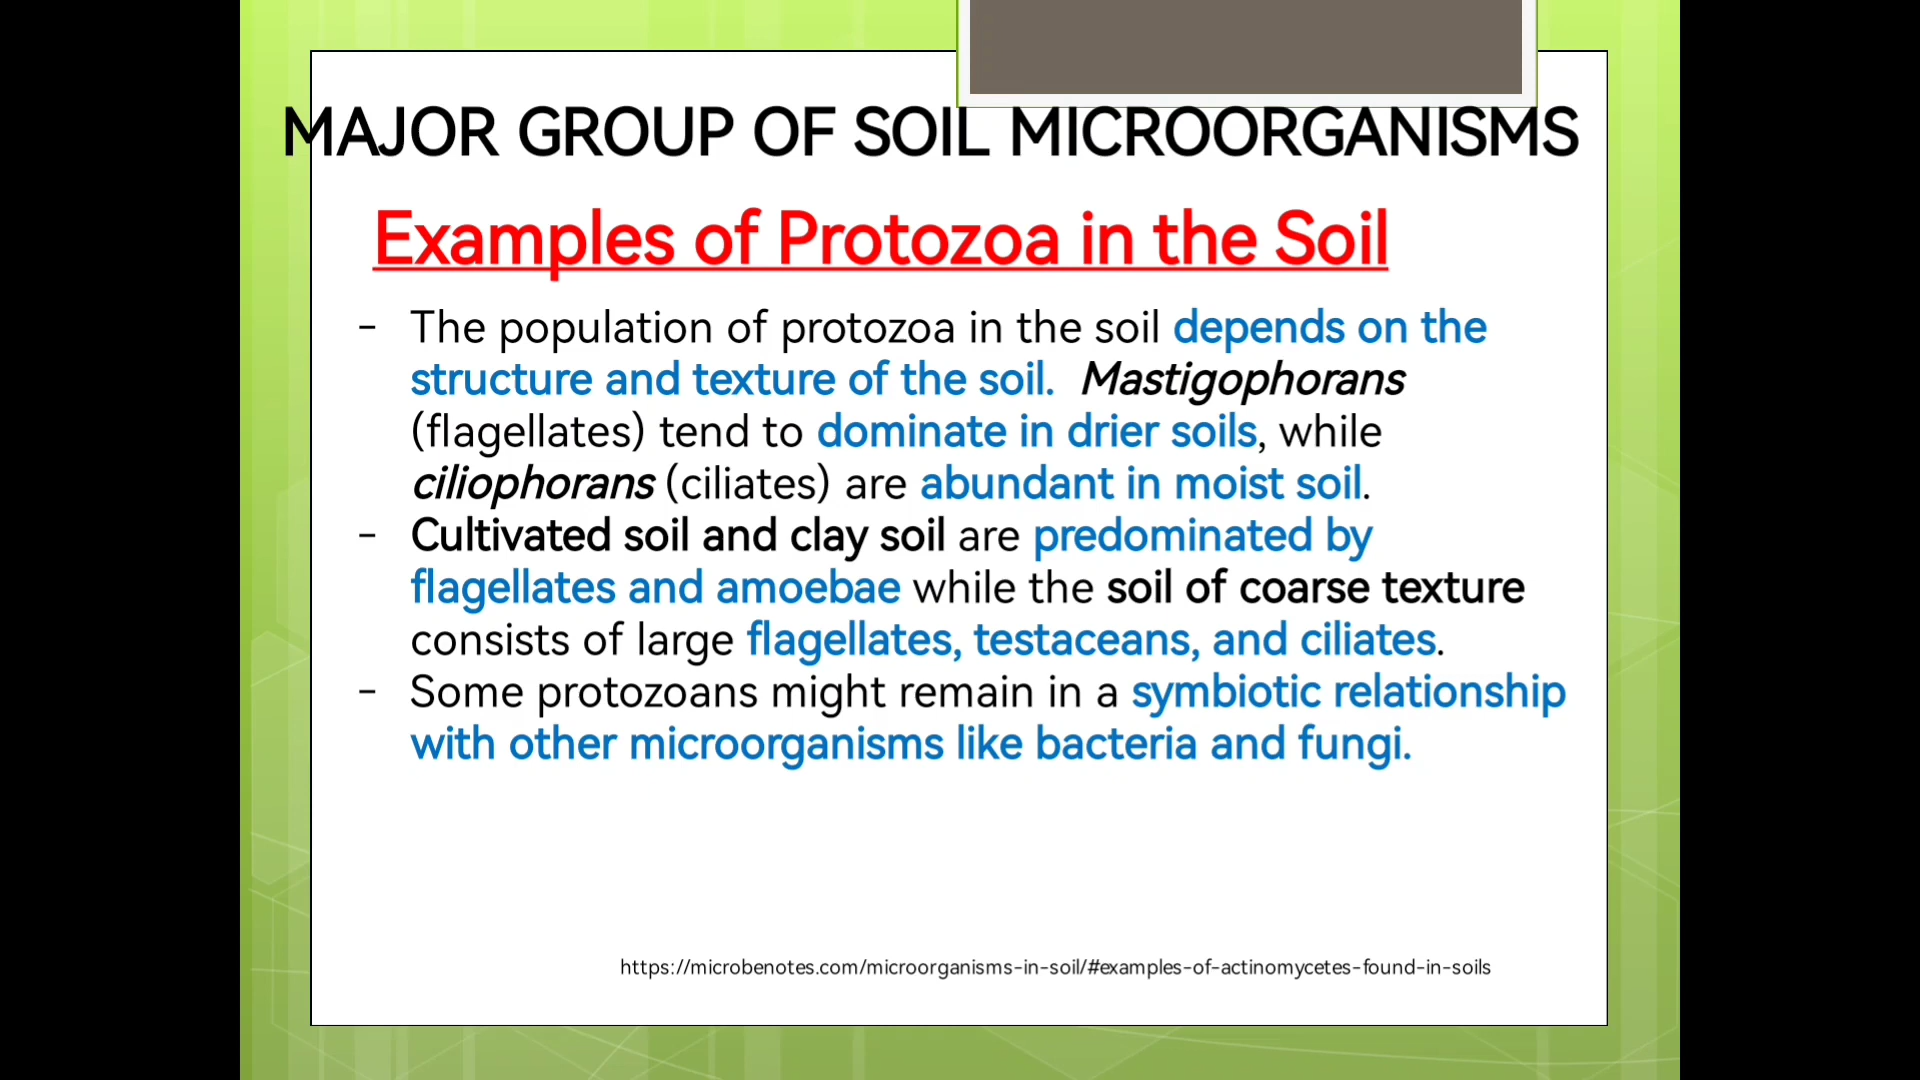 MAJOR GROUP OF SOIL MICROORGANISMS
Examples of Protozoa in the Soil
- The population of protozoa in the soil depends on the
structure and texture of the soil. Mastigophorans
(flagellates) tend to dominate in drier soils, while
ciliophorans (ciliates) are abundant in moist soil.
- Cultivated soil and clay soil are predominated by
flagellates and amoebae while the soil of coarse texture
consists of large flagellates, testaceans, and ciliates.
- Some protozoans might remain in a symbiotic relationship
with other microorganisms like bacteria and fungi.
https://microbenotes.com/microorganisms-in-soil/#examples-of-actinomycetes-found-in-soils